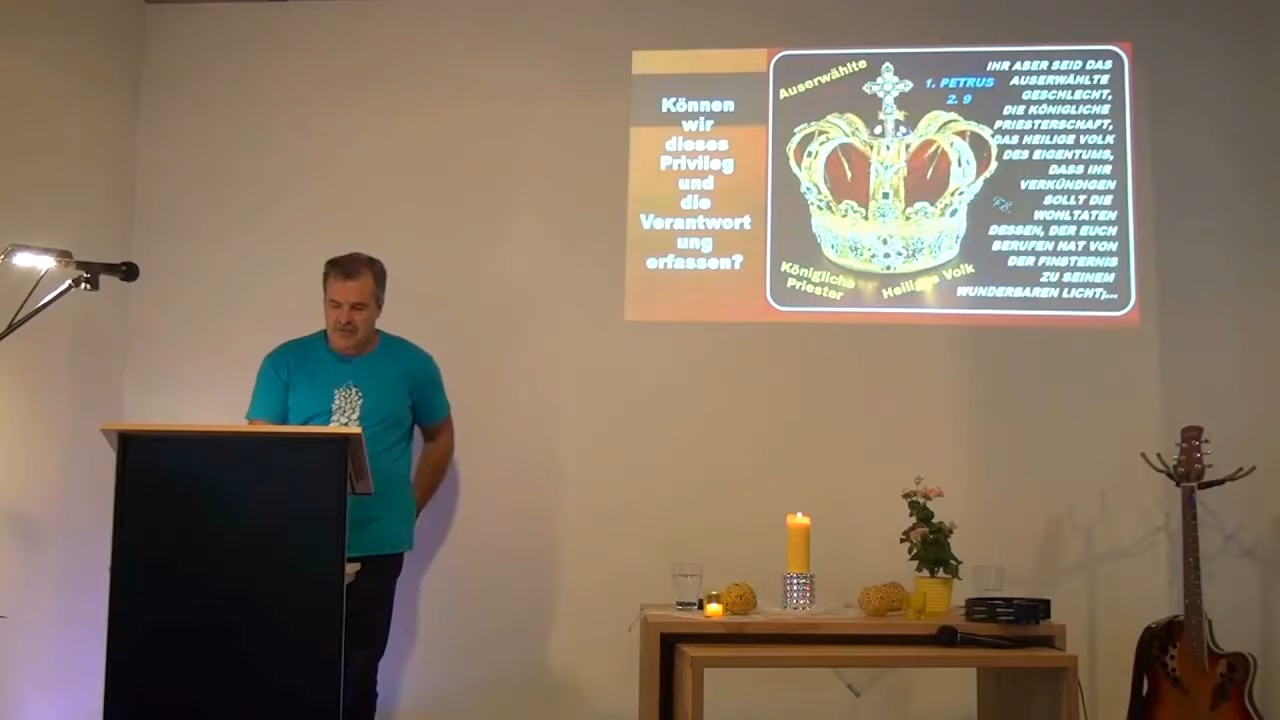 Können
wir
dieses
Privileg
und
die
Verantwort
ung
erfassen?
Auserwählte
1. PETRUS
2. 9
IHR ABER SEID DAS
AUSERWÄHLTE
GESCHLECHT,
DIE KÖNIGLICHE
PRIESTERSCHAFT,
DAS HEILIGE VOLK
DES EIGENTUMS,
DASS IHR
VERKÜNDIGEN
SOLLT DIE
WOHLTATEN
DESSEN, DER EUCH
BERUFEN HAT VON
DER FINSTERNIS
ZU SEINEM
WUNDERBAREN LICHT;...
Königliche
Priester
Heiliges Volk